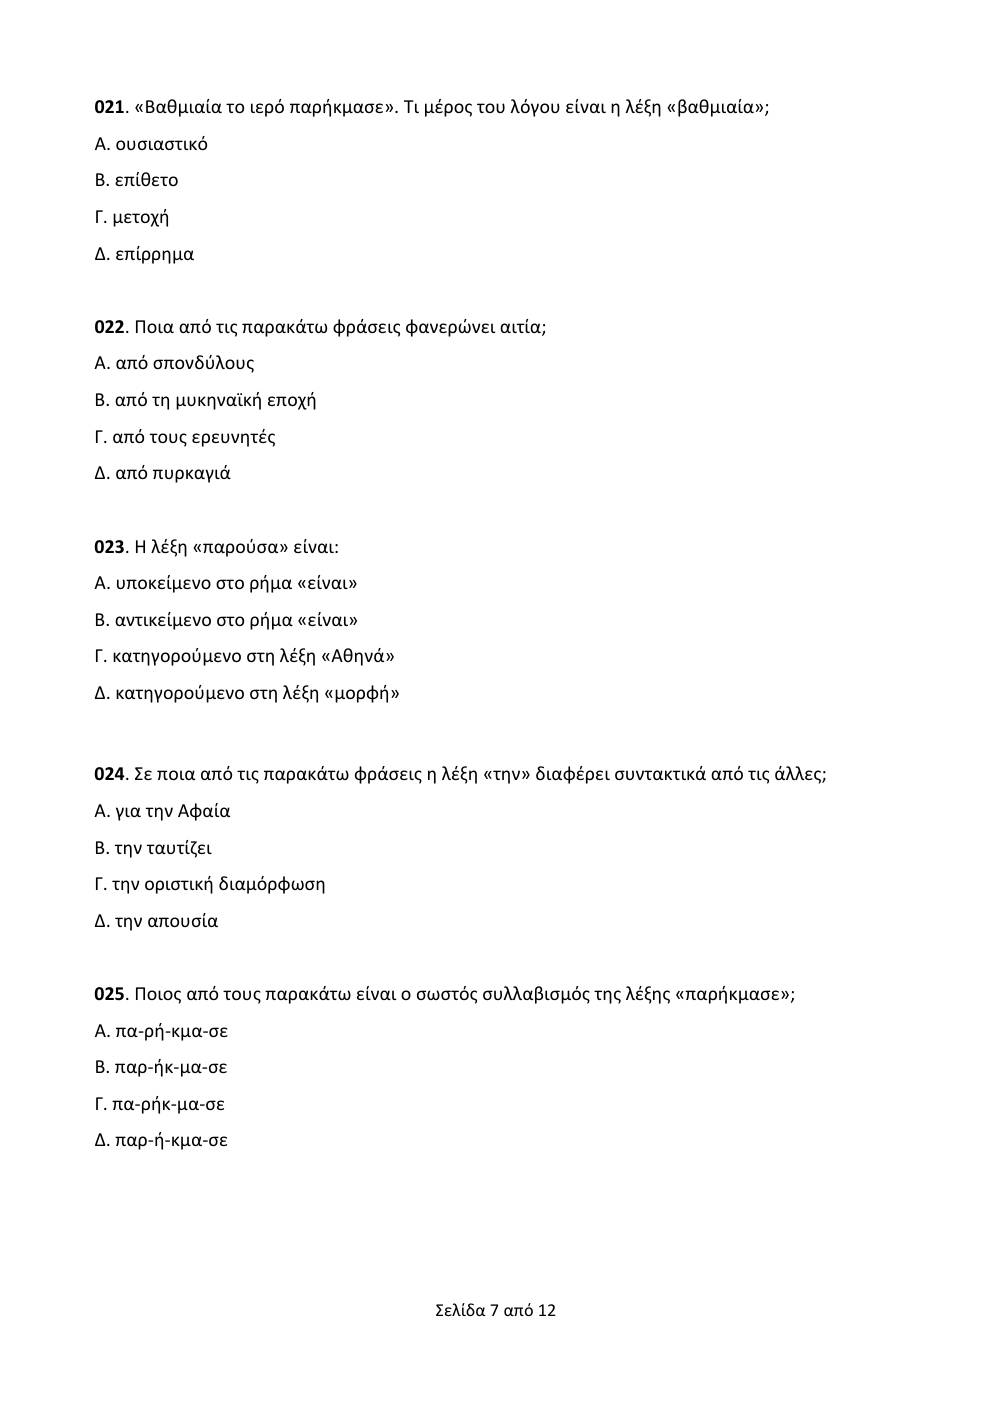 021. «Βαθμιαία το ιερό παρήκμασε». Τι μέρος του λόγου είναι η λέξη «βαθμιαία»;
Α. ουσιαστικό
Β. επίθετο
Γ. μετοχή
Δ. επίρρημα
022. Ποια από τις παρακάτω φράσεις φανερώνει αιτία;
Α. από σπονδύλους
Β. από τη μυκηναϊκή εποχή
Γ. από τους ερευνητές
Δ. από πυρκαγιά
023. Η λέξη «παρούσα» είναι:
Α. υποκείμενο στο ρήμα «είναι»
Β. αντικείμενο στο ρήμα «είναι»
Γ. κατηγορούμενο στη λέξη «Αθηνά»
Δ. κατηγορούμενο στη λέξη «μορφή»
024. Σε ποια από τις παρακάτω φράσεις η λέξη «την» διαφέρει συντακτικά από τις άλλες;
Α. για την Αφαία
Β. την ταυτίζει
Γ. την οριστική διαμόρφωση
Δ. την απουσία
025. Ποιος από τους παρακάτω είναι ο σωστός συλλαβισμός της λέξης «παρήκμασε»;
Α. πα-ρή-κμα-σε
Β. παρ-ήκ-μα-σε
Γ. πα-ρήκ-μα-σε
Δ. παρ-ή-κμα-σε
Σελίδα 7 από 12